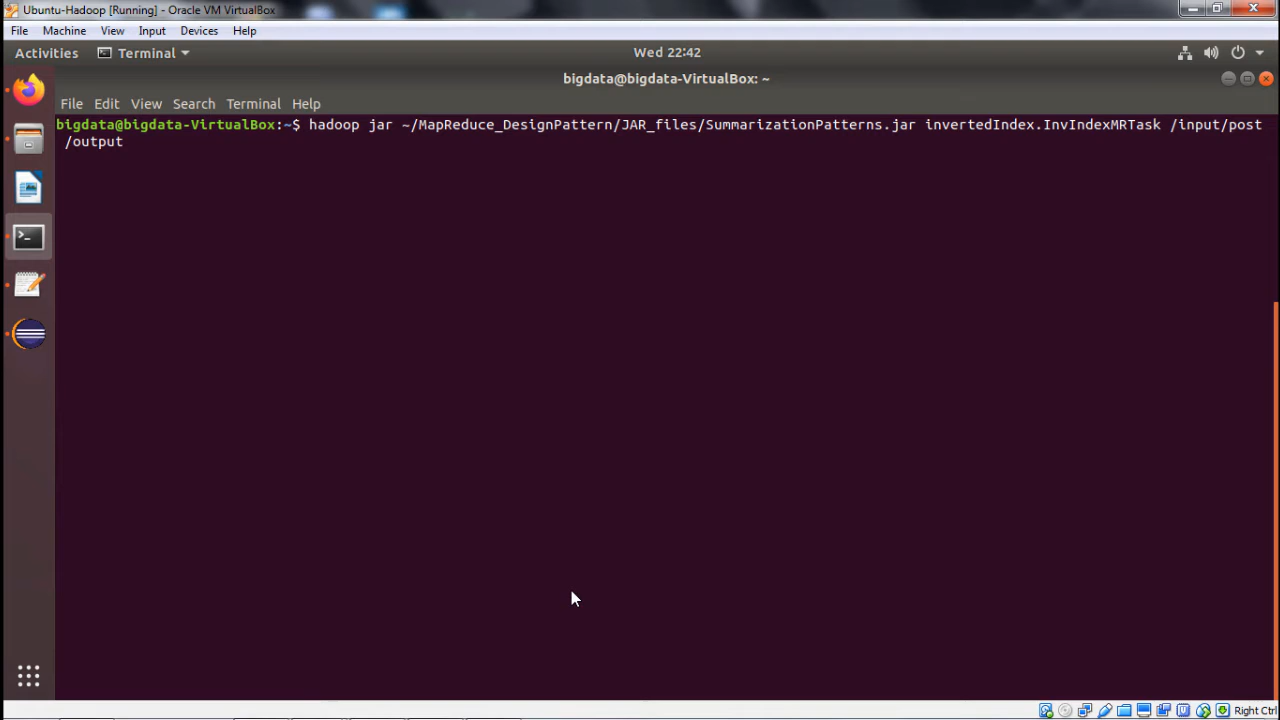 Ubuntu-Hadoop [Running] - Oracle VM VirtualBox
File Machine View Input Devices Help
Activities Terminal Wed 22:42
bigdata@bigdata-VirtualBox: ~
File Edit View Search Terminal Help
bigdata@bigdata-VirtualBox:~$ hadoop jar ~/MapReduce_DesignPattern/JAR_files/SummarizationPatterns.jar invertedIndex.InvIndexMRTask /input/post
/output
Right Ctrl